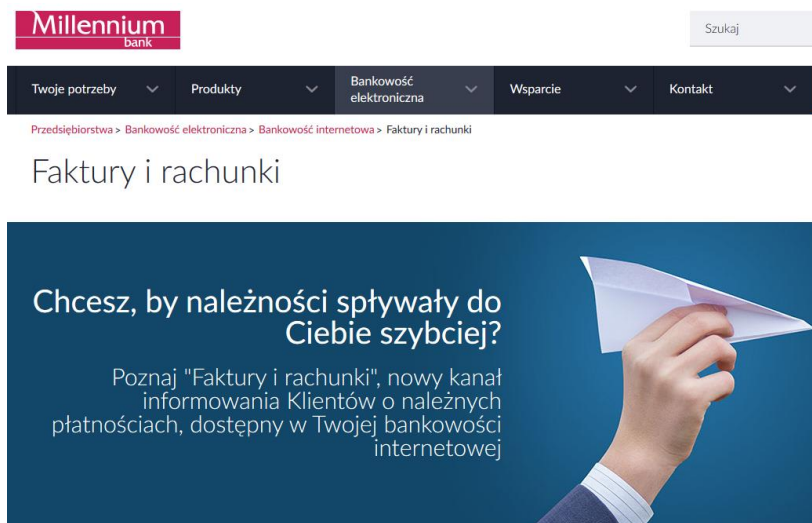 Millennium
bank
Szukaj
Twoje potrzeby
Produkty
Bankowość
elektroniczna
Wsparcie
Kontakt
Przedsiębiorstwa > Bankowość elektroniczna > Bankowość internetowa > Faktury i rachunki
Faktury i rachunki
Chcesz, by należności spływały do
Ciebie szybciej?
Poznaj "Faktury i rachunki", nowy kanał
informowania Klientów o należnych
płatnościach, dostępny w Twojej bankowości
internetowej